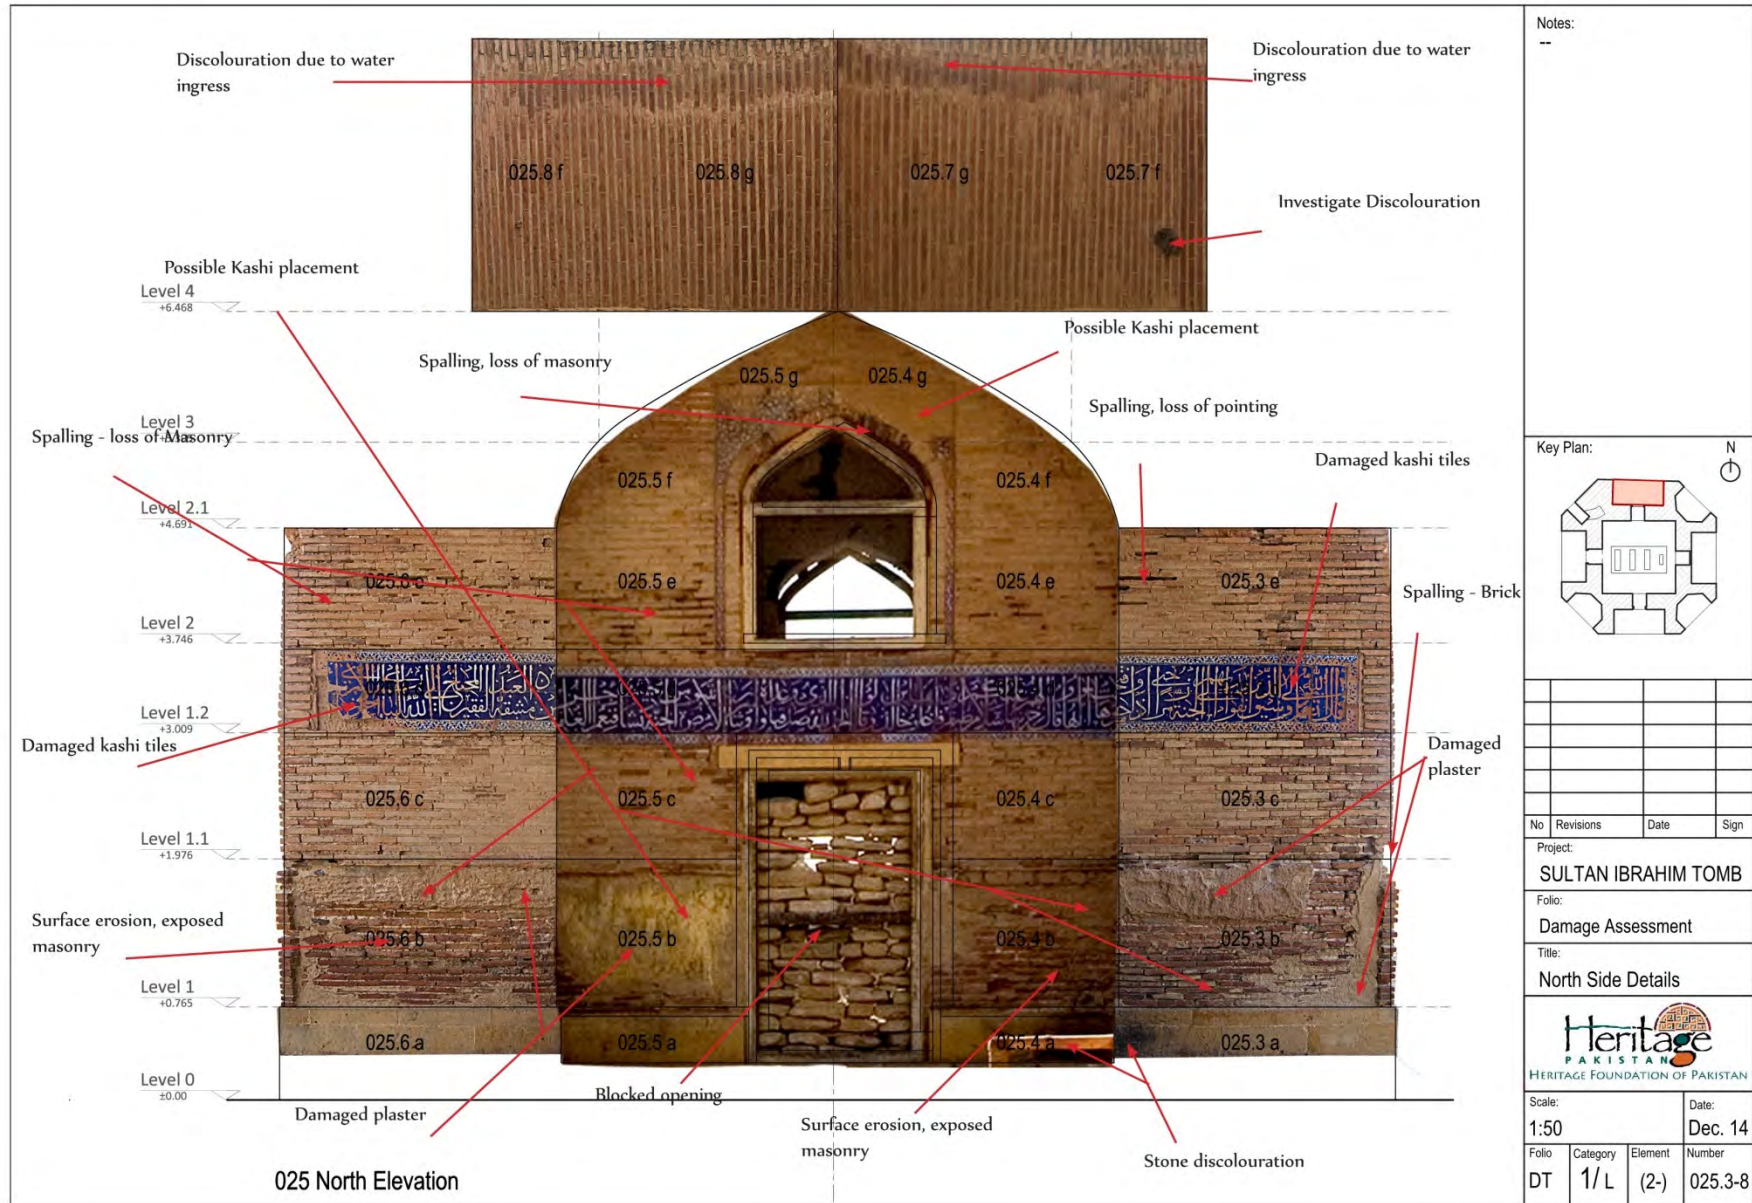 Discolouration due to water
ingress
Discolouration due to water
ingress
025.8 f
025.8 g
025.7 g
025.7 f
Investigate Discolouration
Possible Kashi placement
Level 4
+6.468
Possible Kashi placement
Spalling, loss of masonry
025.5 g
025.4 g
Spalling, loss of pointing
Level 3
Spalling - loss of Masonry
Damaged kashi tiles
025.5 f
025.4 f
Level 2.1
+4.691
025.6 e
025.5 e
025.4 e
025.3 e
Spalling - Brick
Level 2
+3.746
Level 1.2
+3.009
Damaged kashi tiles
Damaged
plaster
025.6 c
025.5 c
025.4 c
025.3 c
Level 1.1
+1.976
Surface erosion, exposed
masonry
025.6 b
025.5 b
025.4 b
025.3 b
Level 1
+0.765
025.6 a
025.5 a
025.4 a
025.3 a
Level 0
±0.00
Blocked opening
Damaged plaster
Surface erosion, exposed
masonry
Stone discolouration
025 North Elevation
Notes:
--
Key Plan:
N
No Revisions Date Sign
Project:
SULTAN IBRAHIM TOMB
Folio:
Damage Assessment
Title:
North Side Details
Heritage
PAKISTAN
HERITAGE FOUNDATION OF PAKISTAN
Scale:
1:50
Date:
Dec. 14
Folio
DT
Category
1/ L
Element
(2-)
Number
025.3-8